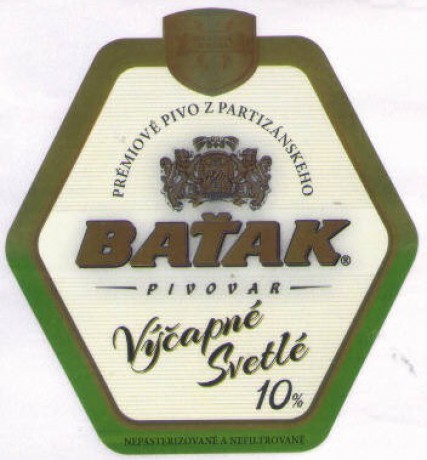 PRÉMIOVÉ PIVO Z PARTIZÁNSKEHO
BAŤAK®
PIVOVAR
Výčapné
Svetlé
10%
NEPASTERIZOVANÉ A NEFILTROVANÉ